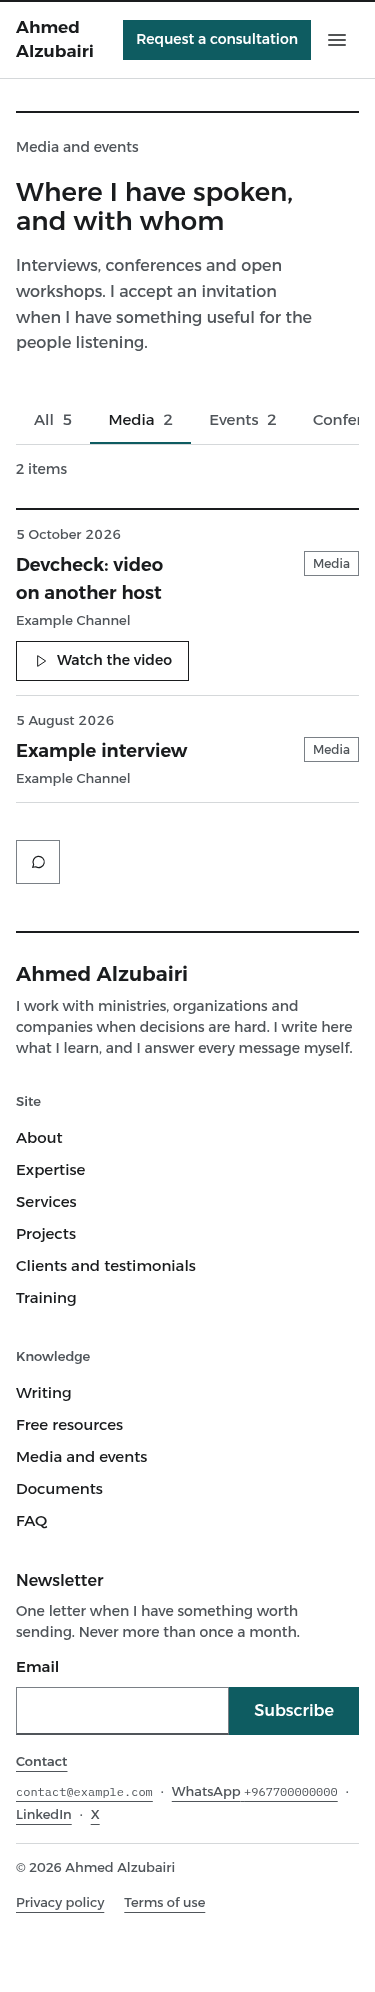 Ahmed
Alzubairi
Request a consultation
Media and events
Where I have spoken,
and with whom
Interviews, conferences and open
workshops. I accept an invitation
when I have something useful for the
people listening.
All 5 Media 2 Events 2 Confer
2 items
5 October 2026
Devcheck: video
on another host
Media
Example Channel
Watch the video
5 August 2026
Example interview
Media
Example Channel
Ahmed Alzubairi
I work with ministries, organizations and
companies when decisions are hard. I write here
what I learn, and I answer every message myself.
Site
About
Expertise
Services
Projects
Clients and testimonials
Training
Knowledge
Writing
Free resources
Media and events
Documents
FAQ
Newsletter
One letter when I have something worth
sending. Never more than once a month.
Email
Subscribe
Contact
contact@example.com · WhatsApp +967700000000 ·
LinkedIn · X
© 2026 Ahmed Alzubairi
Privacy policy Terms of use